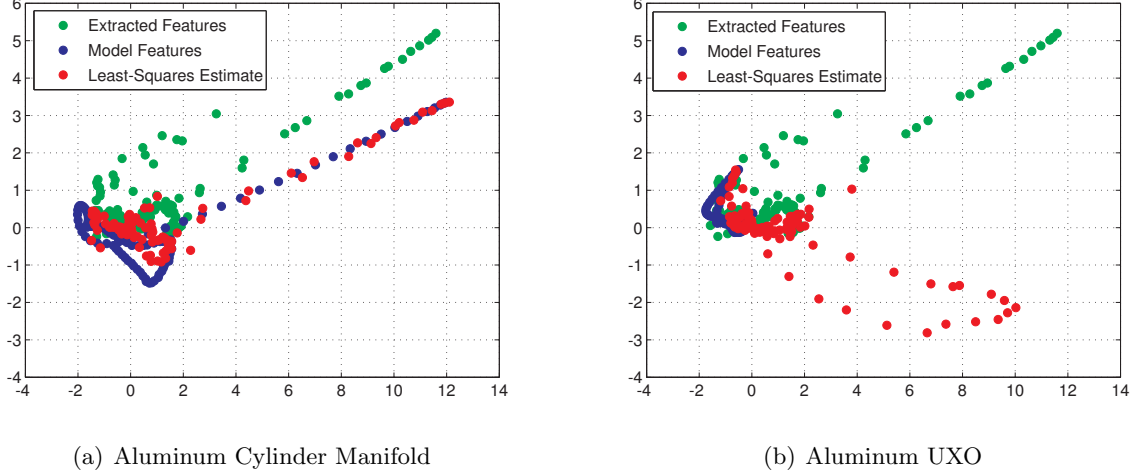 6
5
4
3
2
1
0
-1
-2
-3
-4
-4 -2 0 2 4 6 8 10 12 14
Extracted Features
Model Features
Least-Squares Estimate
(a) Aluminum Cylinder Manifold
6
5
4
3
2
1
0
-1
-2
-3
-4
-4 -2 0 2 4 6 8 10 12 14
Extracted Features
Model Features
Least-Squares Estimate
(b) Aluminum UXO